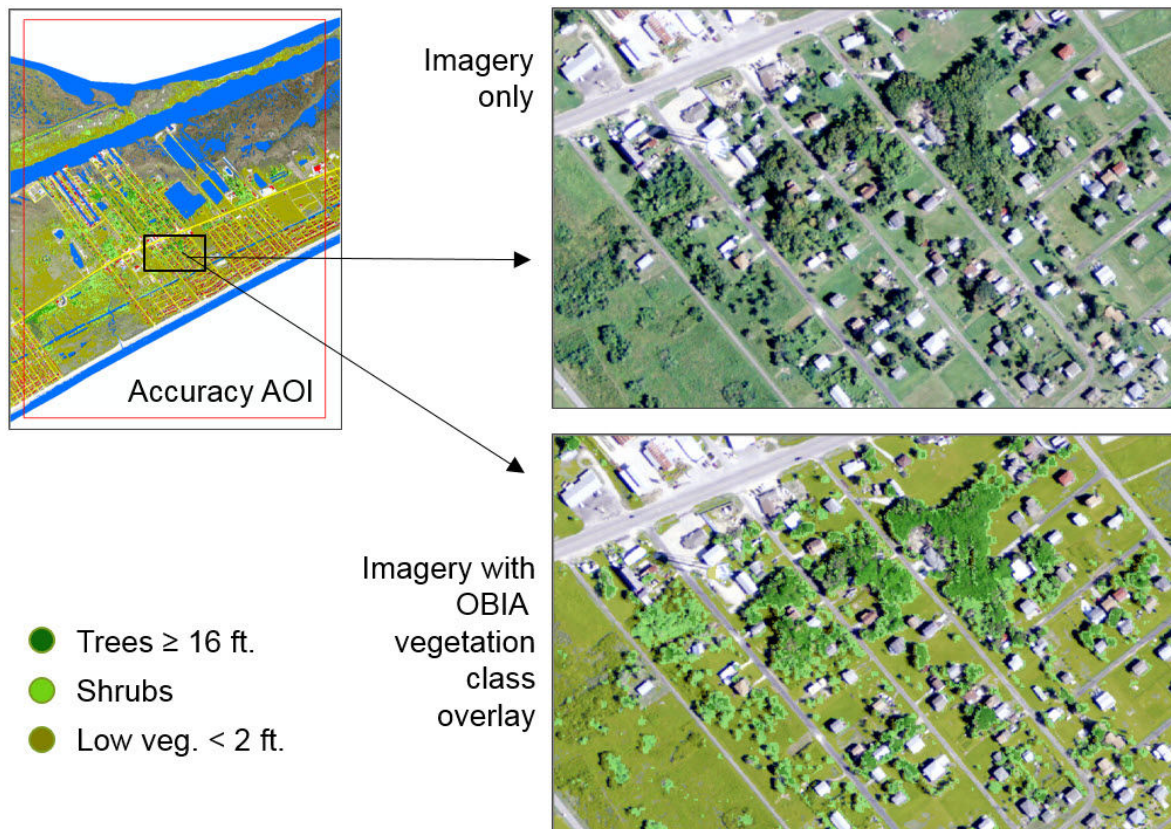 Accuracy AOI
Imagery
only
Imagery with
OBIA
vegetation
class
overlay
Trees ≥ 16 ft.
Shrubs
Low veg. < 2 ft.